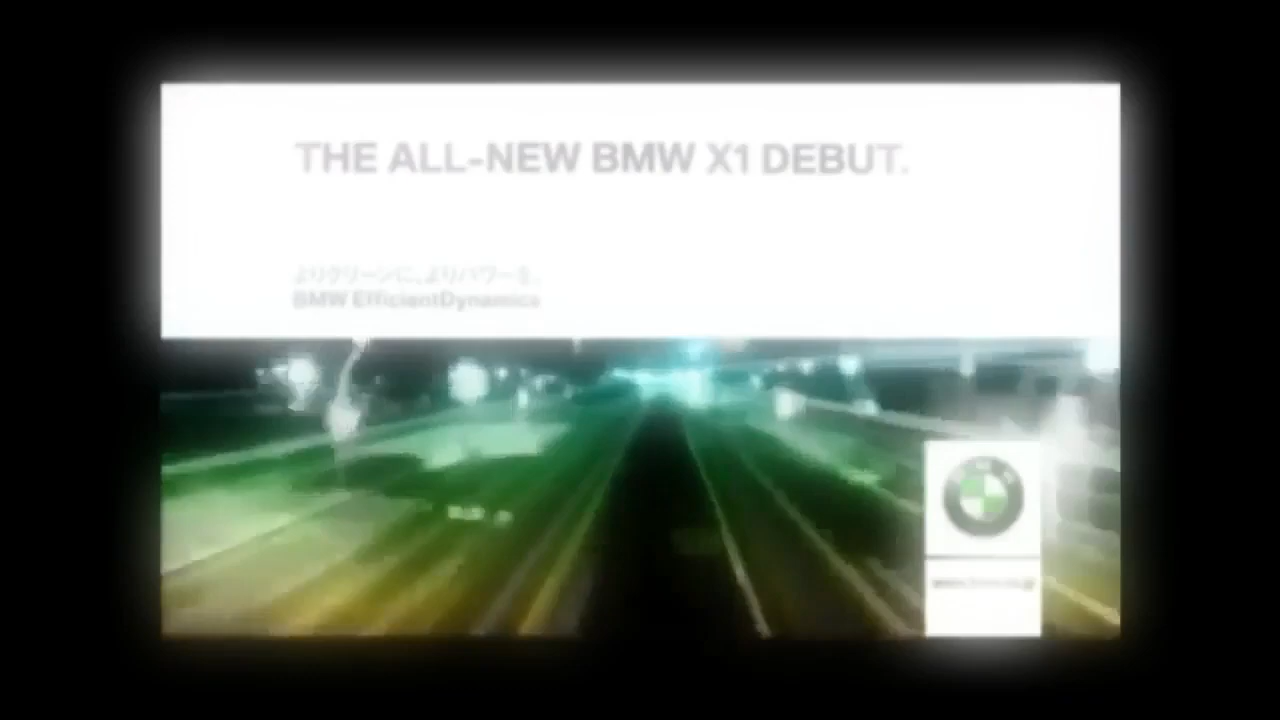 THE ALL-NEW BMW X1 DEBUT.
よりクリーンに、よりパワーを。
BMW EfficientDynamics